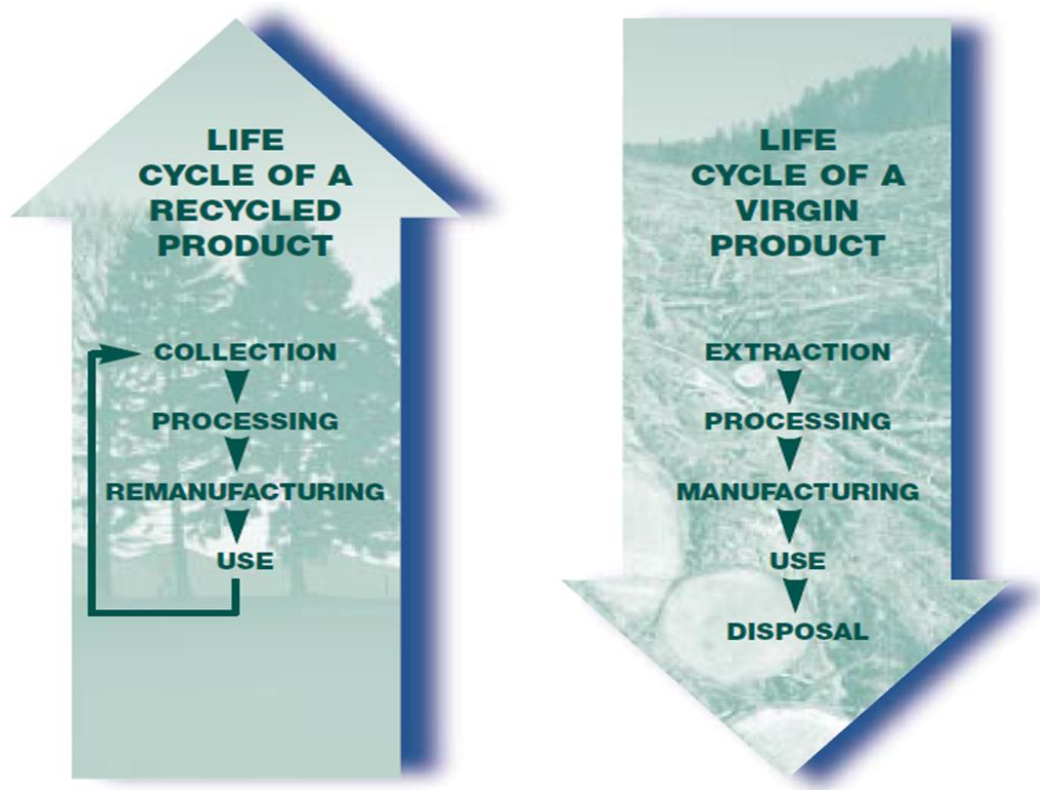 LIFE
CYCLE OF A
RECYCLED
PRODUCT
COLLECTION
PROCESSING
REMANUFACTURING
USE
LIFE
CYCLE OF A
VIRGIN
PRODUCT
EXTRACTION
PROCESSING
MANUFACTURING
USE
DISPOSAL